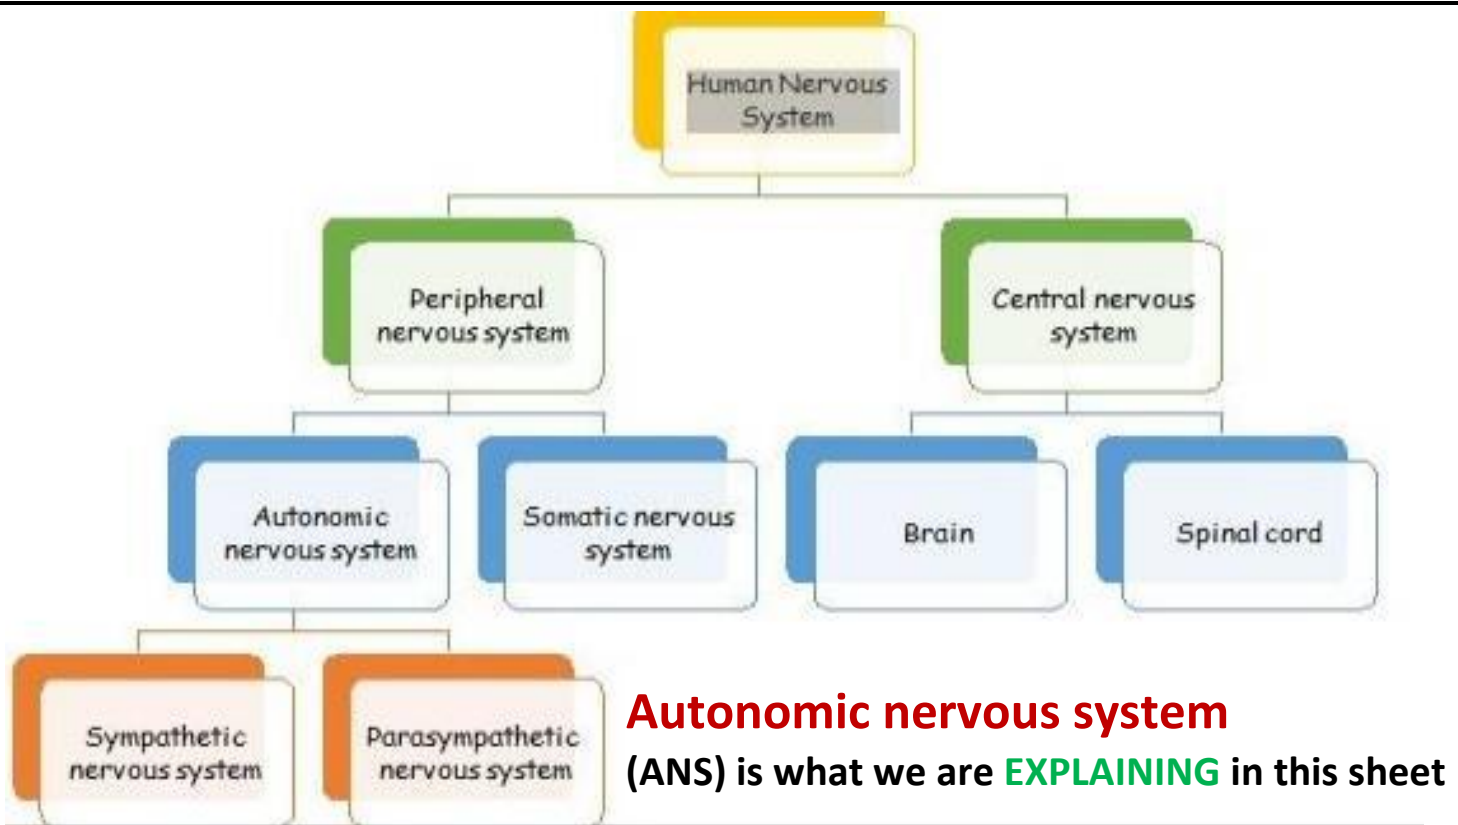 Human Nervous
System
Peripheral
nervous system
Central nervous
system
Autonomic
nervous system
Somatic nervous
system
Brain
Spinal cord
Sympathetic
nervous system
Parasympathetic
nervous system
Autonomic nervous system
(ANS) is what we are EXPLAINING in this sheet